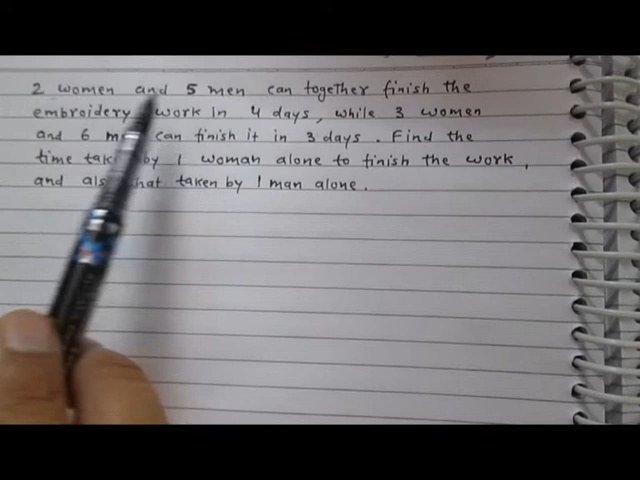 2 women and 5 men can together finish the
embroidery work in 4 days, while 3 women
and 6 can finish it in 3 days. Find the
time by 1 woman alone to finish the work,
and taken by 1 man alone.